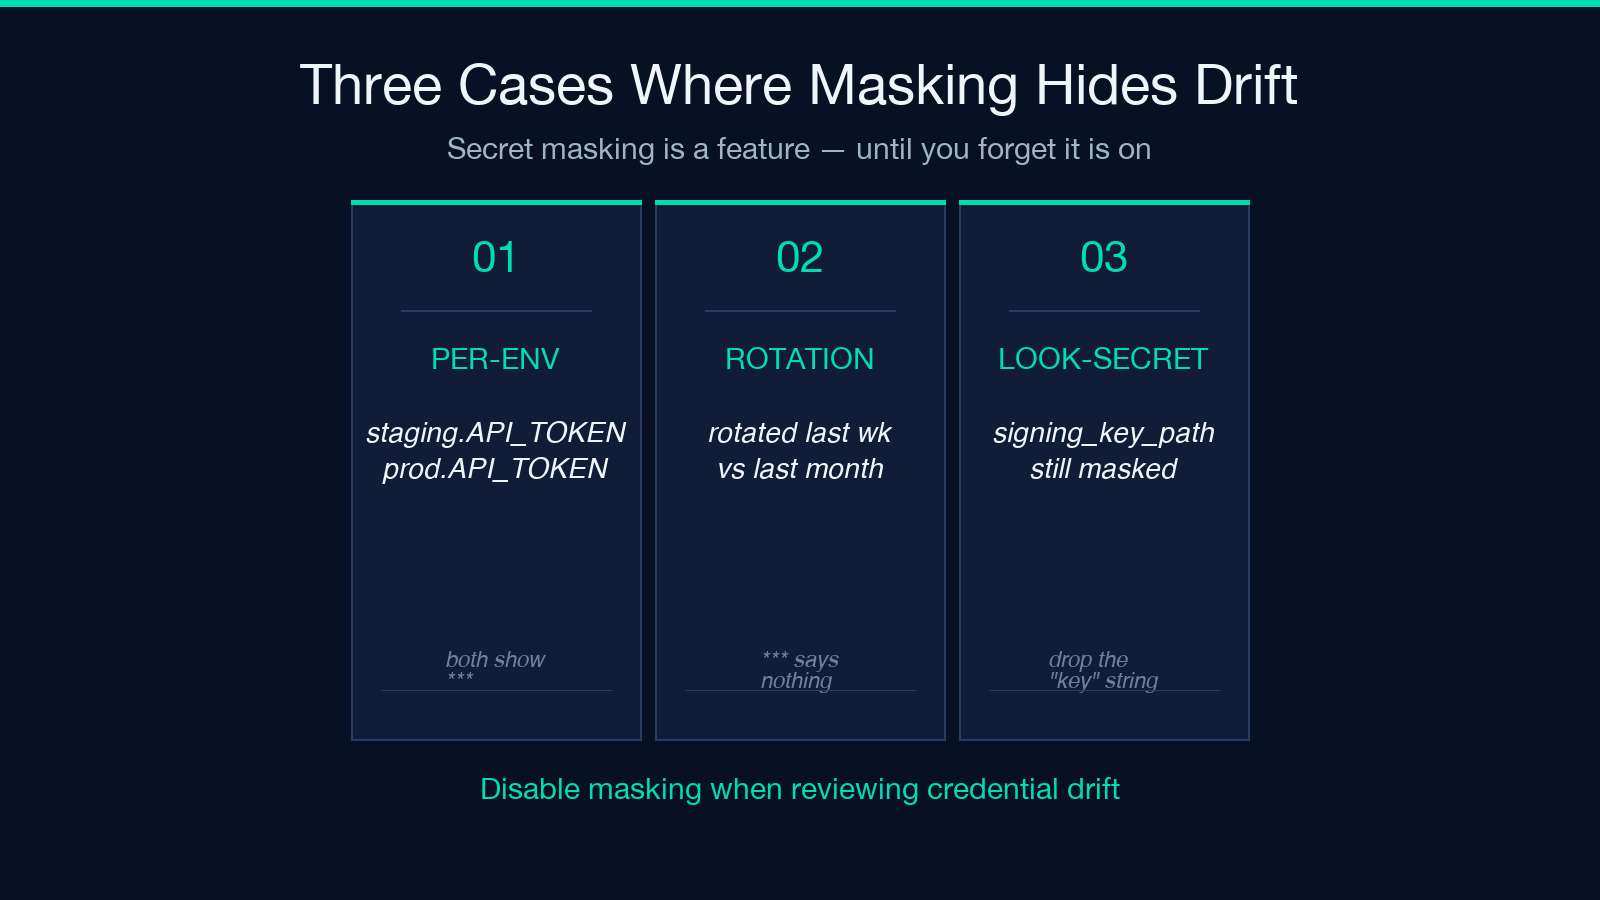 Three Cases Where Masking Hides Drift
Secret masking is a feature — until you forget it is on
01
PER-ENV
staging.API_TOKEN
prod.API_TOKEN
both show
***
02
ROTATION
rotated last wk
vs last month
*** says
nothing
03
LOOK-SECRET
signing_key_path
still masked
drop the
"key" string
Disable masking when reviewing credential drift